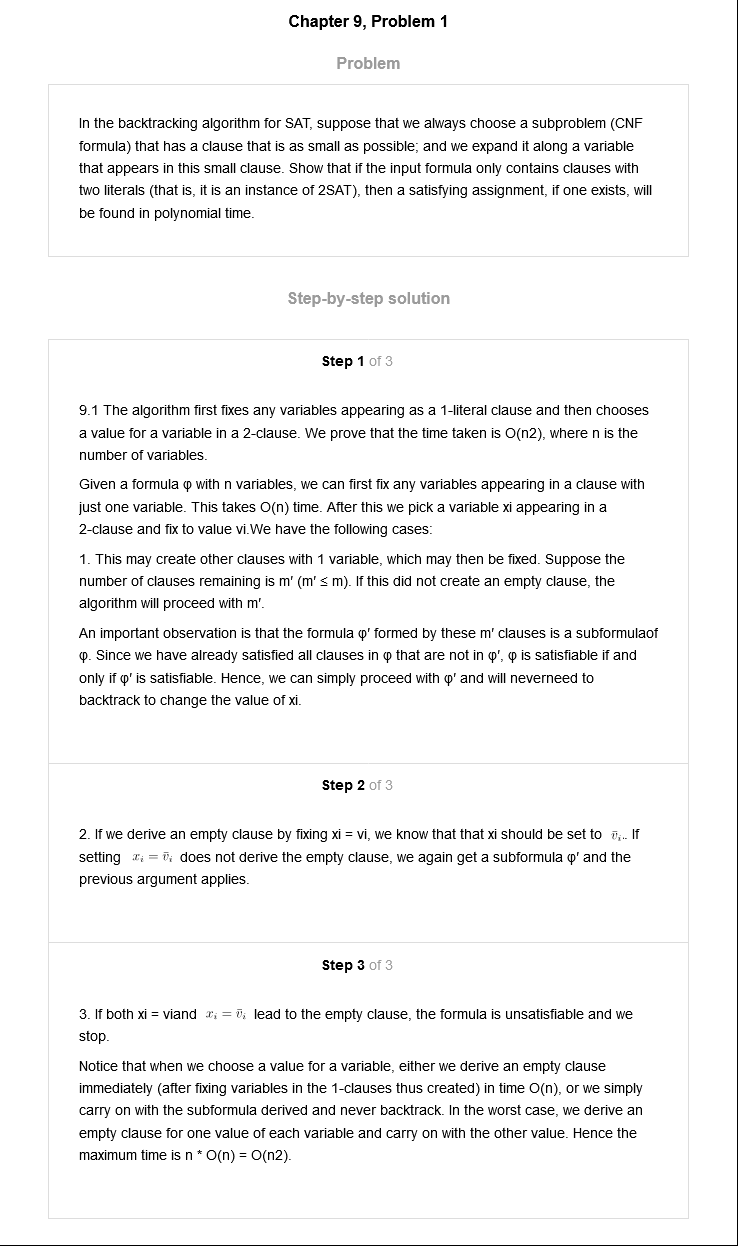 Chapter 9, Problem 1
Problem
In the backtracking algorithm for SAT, suppose that we always choose a subproblem (CNF
formula) that has a clause that is as small as possible; and we expand it along a variable
that appears in this small clause. Show that if the input formula only contains clauses with
two literals (that is, it is an instance of 2SAT), then a satisfying assignment, if one exists, will
be found in polynomial time.
Step-by-step solution
Step 1 of 3
9.1 The algorithm first fixes any variables appearing as a 1-literal clause and then chooses
a value for a variable in a 2-clause. We prove that the time taken is O(n2), where n is the
number of variables.
Given a formula φ with n variables, we can first fix any variables appearing in a clause with
just one variable. This takes O(n) time. After this we pick a variable xi appearing in a
2-clause and fix to value vi.We have the following cases:
1. This may create other clauses with 1 variable, which may then be fixed. Suppose the
number of clauses remaining is m′ (m′ ≤ m). If this did not create an empty clause, the
algorithm will proceed with m′.
An important observation is that the formula φ′ formed by these m′ clauses is a subformulaof
φ. Since we have already satisfied all clauses in φ that are not in φ′, φ is satisfiable if and
only if φ′ is satisfiable. Hence, we can simply proceed with φ′ and will neverneed to
backtrack to change the value of xi.
Step 2 of 3
2. If we derive an empty clause by fixing xi = vi, we know that that xi should be set to v̄ᵢ.. If
setting xᵢ = v̄ᵢ does not derive the empty clause, we again get a subformula φ′ and the
previous argument applies.
Step 3 of 3
3. If both xi = viand xᵢ = v̄ᵢ lead to the empty clause, the formula is unsatisfiable and we
stop.
Notice that when we choose a value for a variable, either we derive an empty clause
immediately (after fixing variables in the 1-clauses thus created) in time O(n), or we simply
carry on with the subformula derived and never backtrack. In the worst case, we derive an
empty clause for one value of each variable and carry on with the other value. Hence the
maximum time is n * O(n) = O(n2).